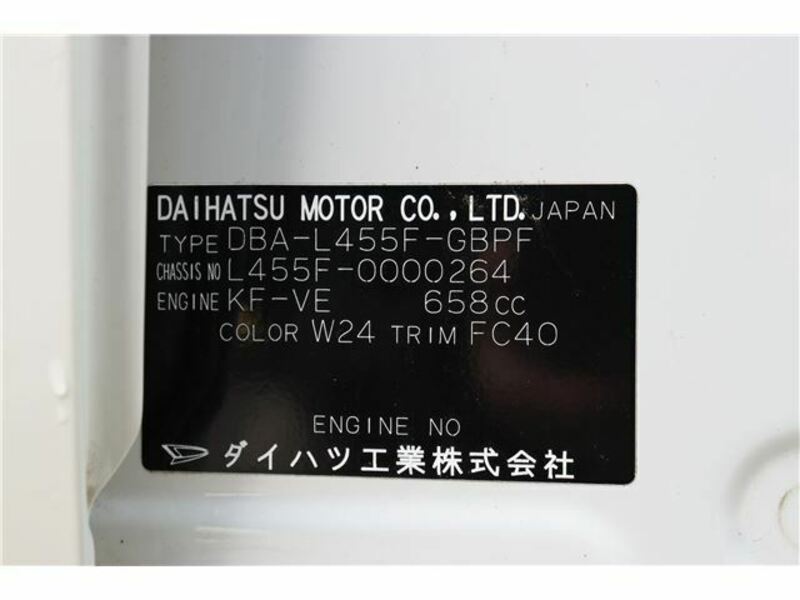 DAIHATSU MOTOR CO., LTD. JAPAN
TYPE DBA-L455F-GBPF
CHASSIS NO L455F-0000264
ENGINE KF-VE 658cc
COLOR W24 TRIM FC40
ENGINE NO
ダイハツ工業株式会社